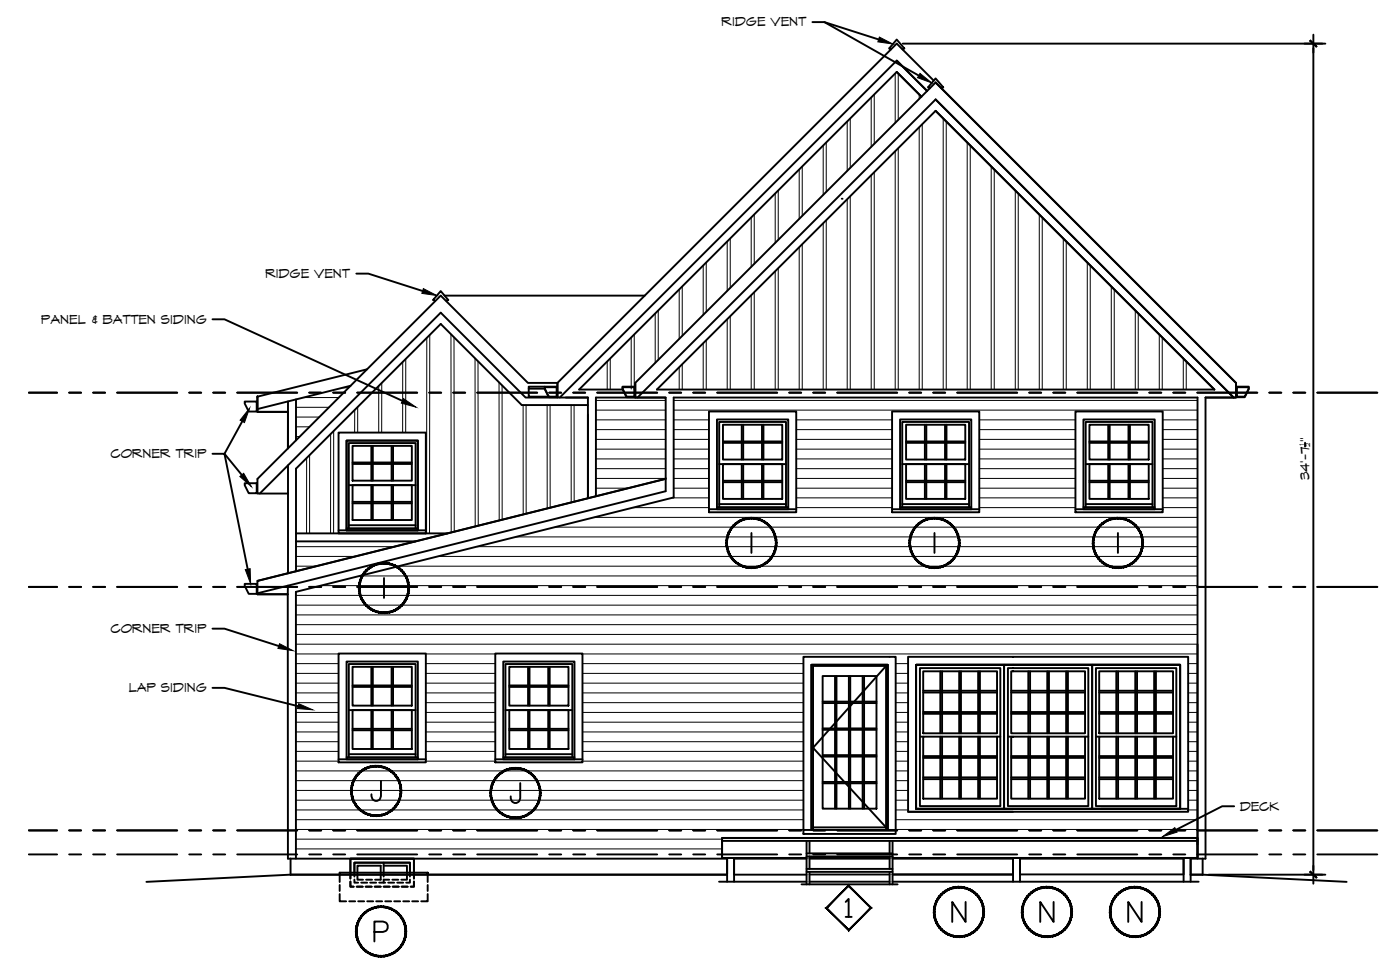 RIDGE VENT
RIDGE VENT
PANEL & BATTEN SIDING
CORNER TRIP
34'-7½"
I
I
I
I
CORNER TRIP
LAP SIDING
J
J
DECK
1
N
N
N
P